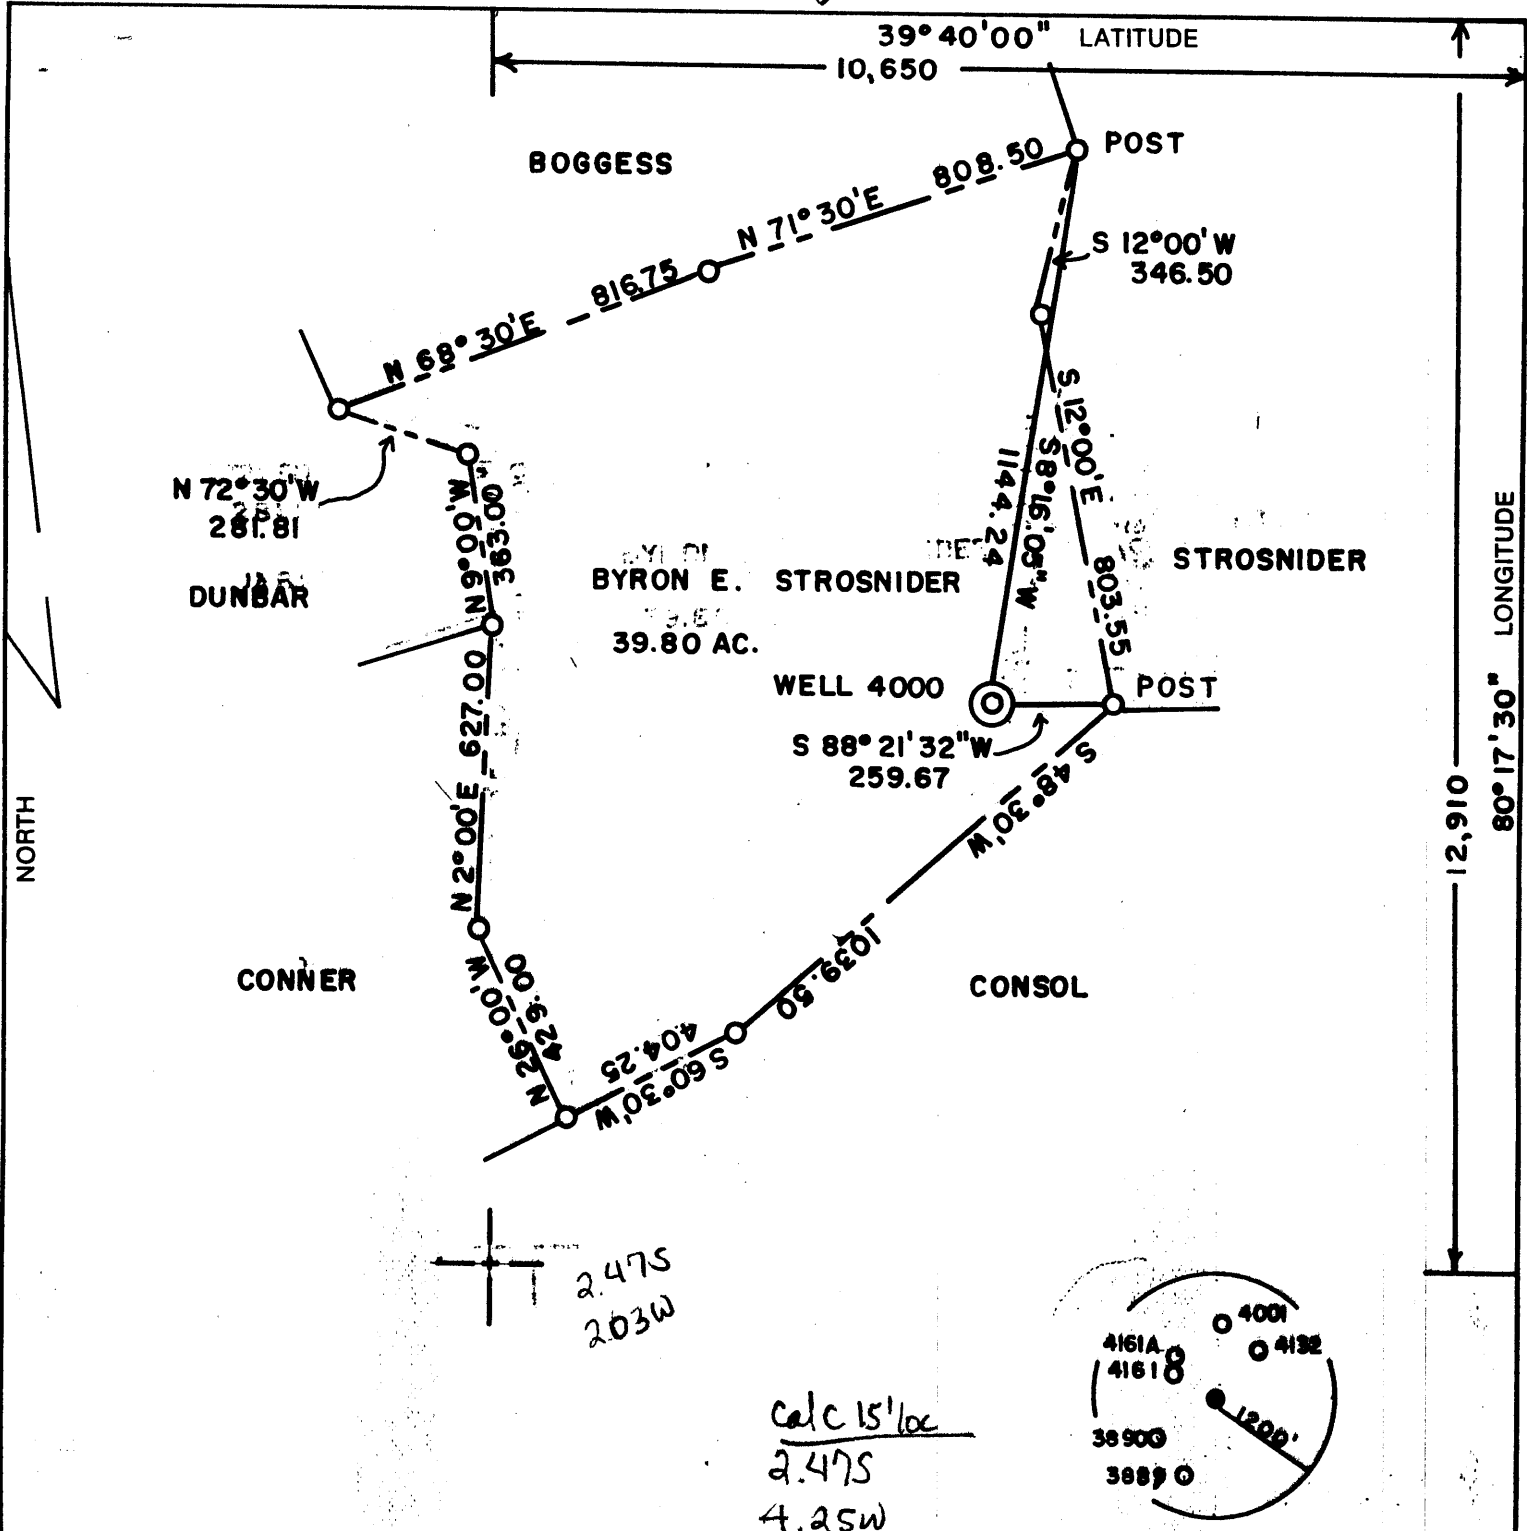 39°40'00" LATITUDE
10,650
BOGGESS
POST
N 71°30'E 808.50
S 12°00'W
346.50
N 68°30'E 816.75
N 72°30'W
281.81
N 9°00'W
363.00
S 12°00'E 803.55
S 8°16'05" W
1144.24
DUNBAR
BYRON E. STROSNIDER
39.80 AC.
STROSNIDER
WELL 4000
POST
S 88°21'32"W
259.67
N 2°00'E 627.00
S 48°30'W
1039.50
NORTH
12,910
80°17'30" LONGITUDE
CONNER
CONSOL
N 26°00'W
429.00
404.25
S 60°30'W
2.47S
2.03W
4001
4161A
4132
4161
1200'
3890
3889
Calc 15' loc
2.47S
4.25W